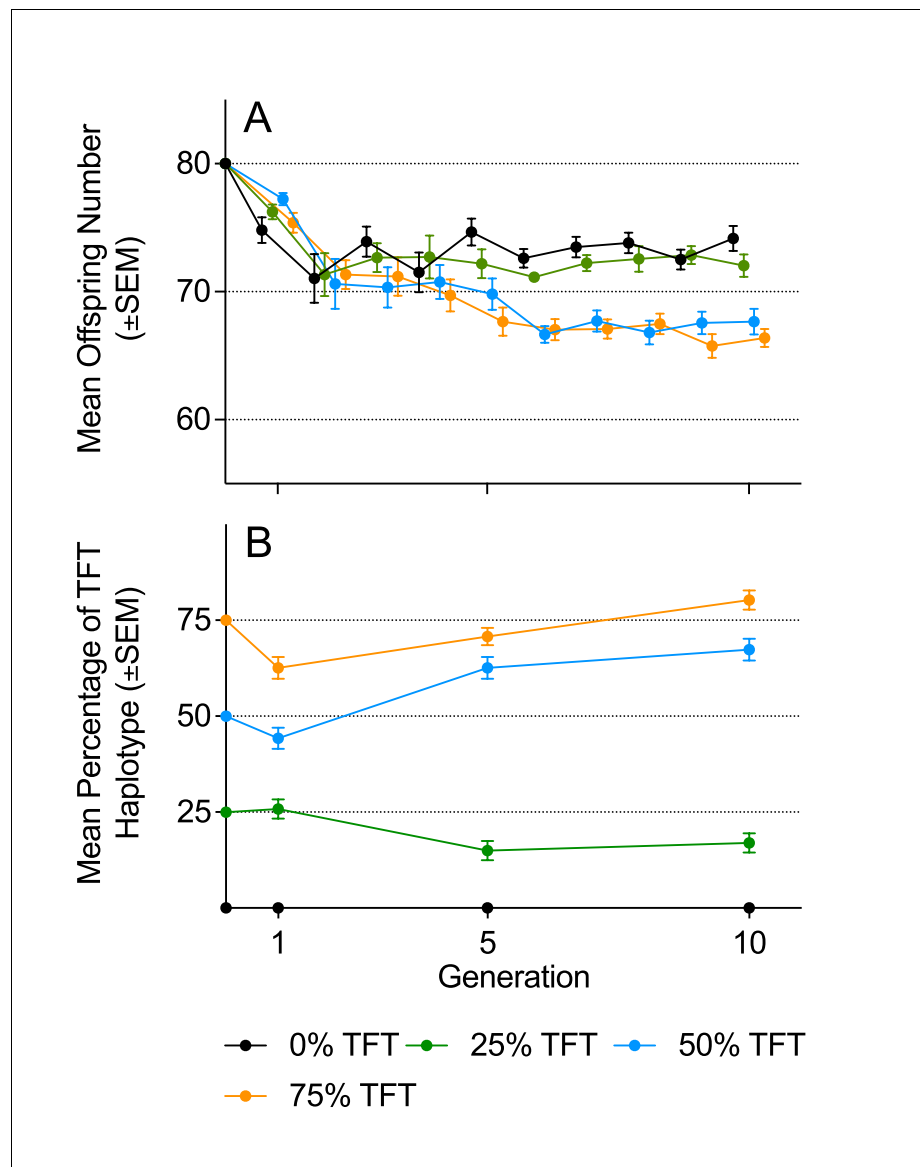 A
Mean Offspring Number
(±SEM)
80
70
60
B
Mean Percentage of TFT
Haplotype (±SEM)
75
50
25
1 5 10
Generation
0% TFT 25% TFT 50% TFT
75% TFT